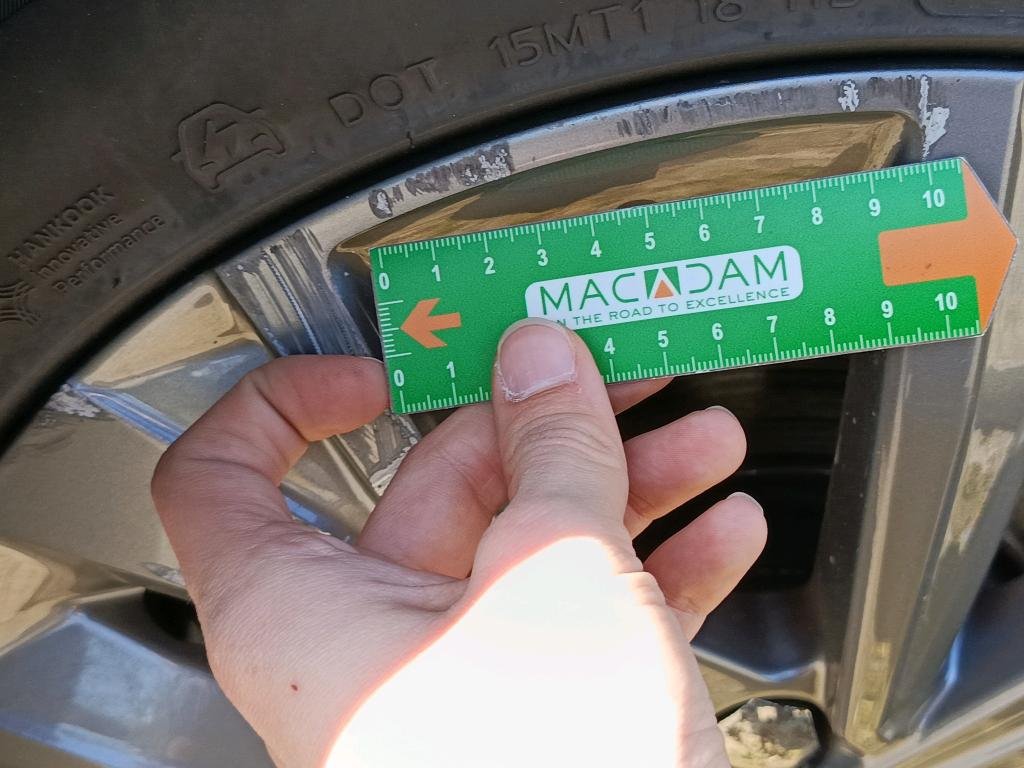 DOT 15MT1 18
HANKOOK
Innovative
Performance
0 1 2 3 4 5 6 7 8 9 10
MACADAM
THE ROAD TO EXCELLENCE
0 1 4 5 6 7 8 9 10